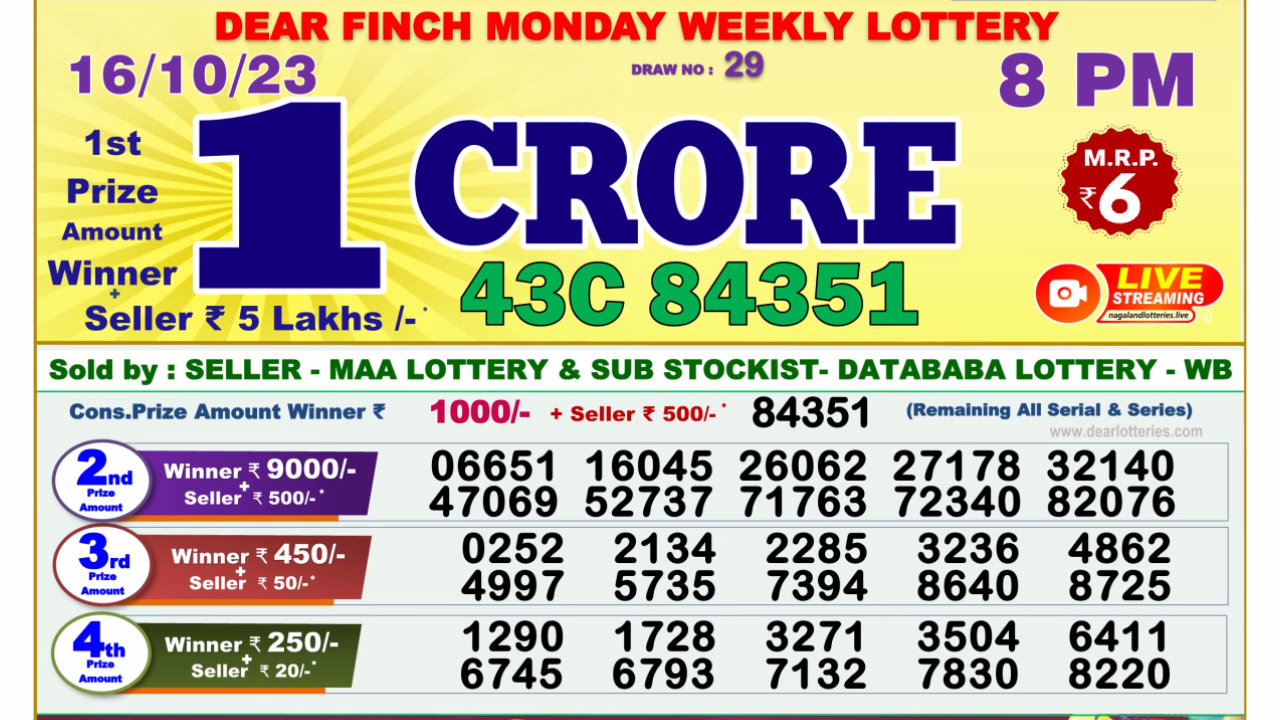 DEAR FINCH MONDAY WEEKLY LOTTERY
16/10/23
DRAW NO : 29
8 PM
1st
Prize
Amount
Winner
+
Seller ₹ 5 Lakhs /-*
1 CRORE
43C 84351
M.R.P.
₹6
LIVE
STREAMING
nagalandlotteries.live
Sold by : SELLER - MAA LOTTERY & SUB STOCKIST- DATABABA LOTTERY - WB
Cons.Prize Amount Winner ₹ 1000/- + Seller ₹ 500/-* 84351 (Remaining All Serial & Series)
www.dearlotteries.com
2nd
Prize
Amount
Winner ₹ 9000/-
+
Seller ₹ 500/-*
06651 16045 26062 27178 32140
47069 52737 71763 72340 82076
3rd
Prize
Amount
Winner ₹ 450/-
+
Seller ₹ 50/-*
0252 2134 2285 3236 4862
4997 5735 7394 8640 8725
4th
Prize
Amount
Winner ₹ 250/-
+
Seller ₹ 20/-*
1290 1728 3271 3504 6411
6745 6793 7132 7830 8220